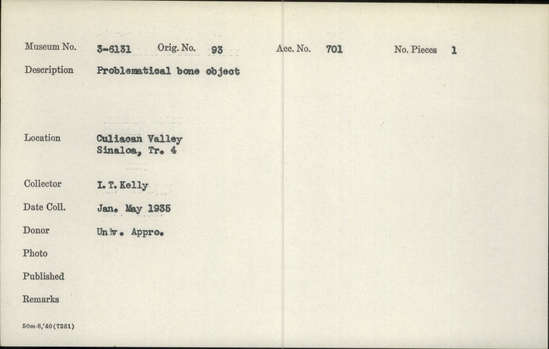 Museum No. 3-6131 Orig. No. 93 Acc. No. 701 No. Pieces 1
Description Problematical bone object
Location Culiacan Valley
Sinaloa, Tr. 4
Collector I.T.Kelly
Date Coll. Jan. May 1935
Donor Univ. Appro.
Photo
Published
Remarks
50m-8,'40(7251)